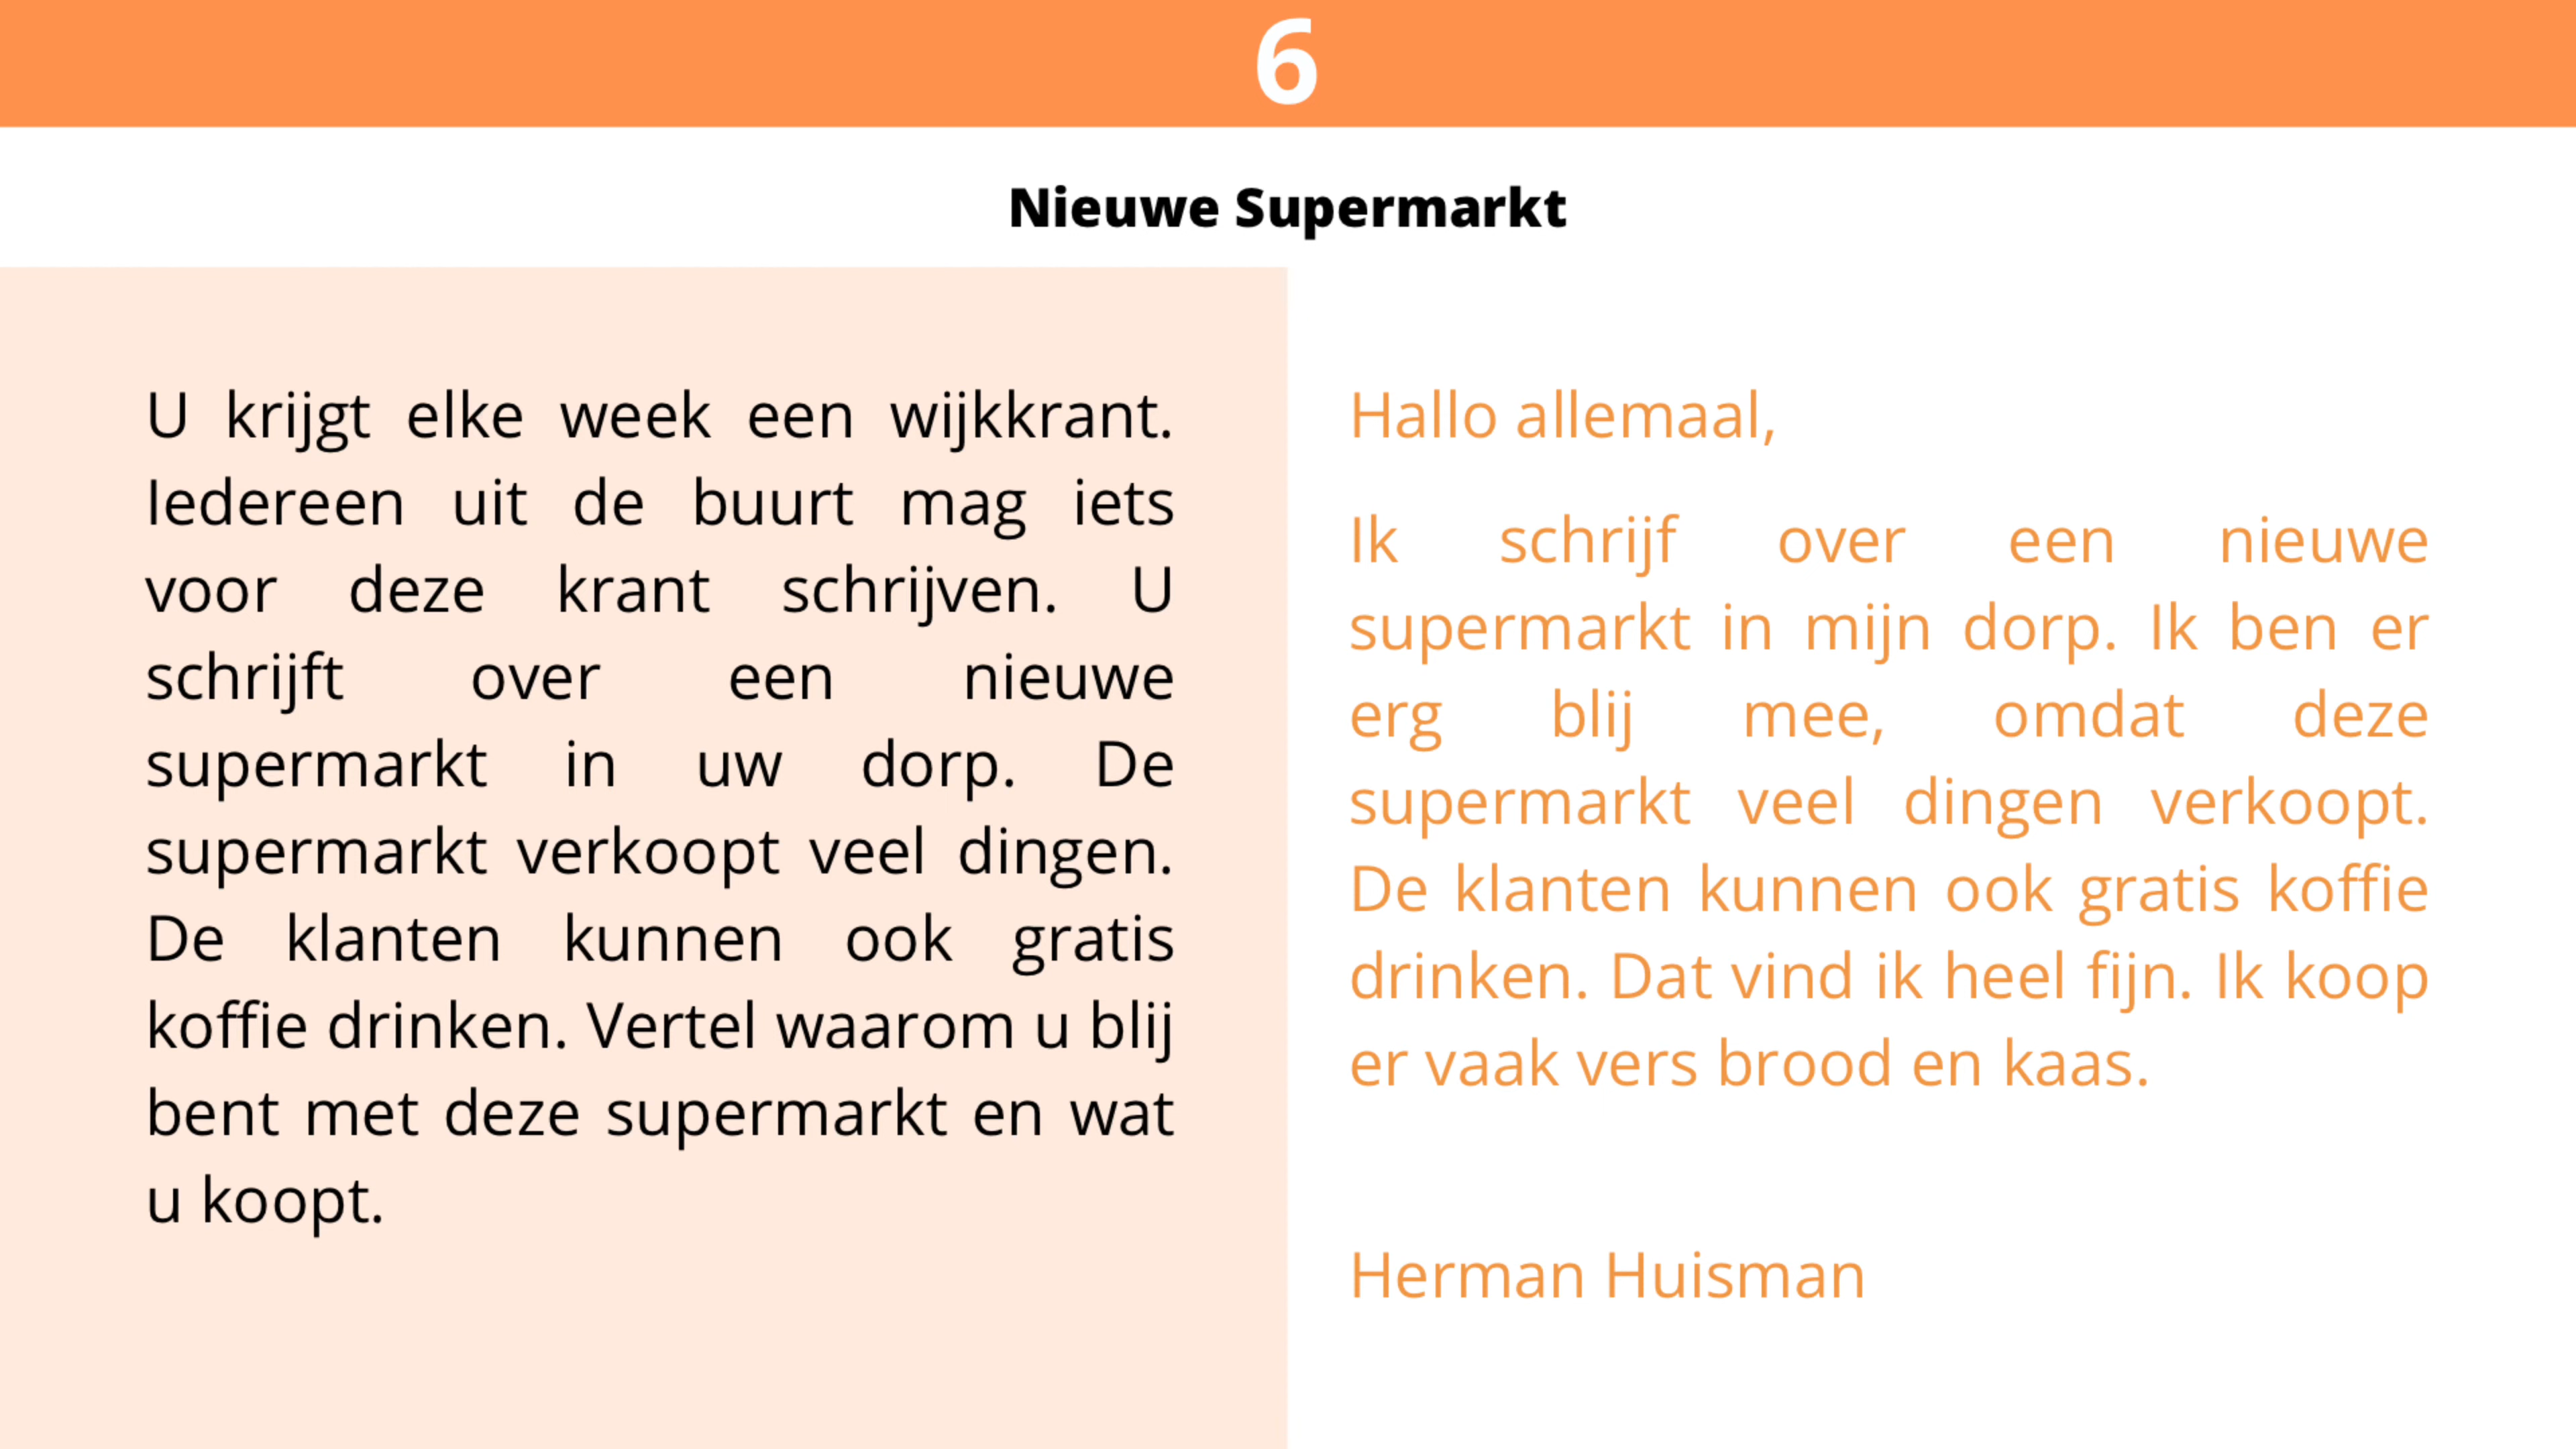 6
Nieuwe Supermarkt
U krijgt elke week een wijkkrant.
Iedereen uit de buurt mag iets
voor deze krant schrijven. U
schrijft over een nieuwe
supermarkt in uw dorp. De
supermarkt verkoopt veel dingen.
De klanten kunnen ook gratis
koffie drinken. Vertel waarom u blij
bent met deze supermarkt en wat
u koopt.
Hallo allemaal,
Ik schrijf over een nieuwe
supermarkt in mijn dorp. Ik ben er
erg blij mee, omdat deze
supermarkt veel dingen verkoopt.
De klanten kunnen ook gratis koffie
drinken. Dat vind ik heel fijn. Ik koop
er vaak vers brood en kaas.
Herman Huisman